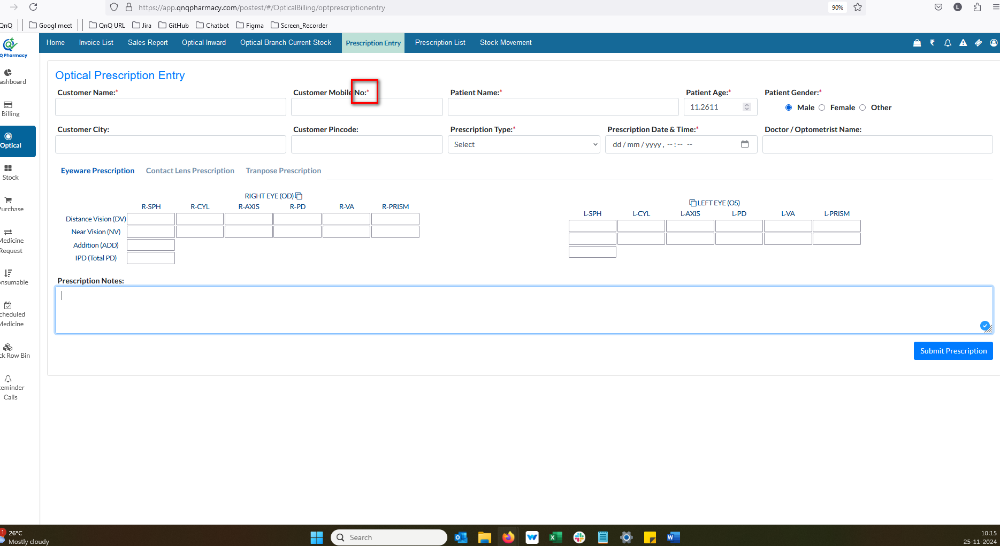 https://app.qnqpharmacy.com/postest/#/OpticalBilling/optprescriptionentry
90%
L
QnQ
Googl meet
QnQ URL
Jira
GitHub
Chatbot
Figma
Screen_Recorder
Q Pharmacy
Home
Invoice List
Sales Report
Optical Inward
Optical Branch Current Stock
Prescription Entry
Prescription List
Stock Movement
ashboard
Billing
Optical
Stock
Purchase
Medicine
Request
onsumable
cheduled
Medicine
ck Row Bin
eminder
Calls
Optical Prescription Entry
Customer Name:*
Customer Mobile No:*
Patient Name:*
Patient Age:*
Patient Gender:*
11.2611
Male
Female
Other
Customer City:
Customer Pincode:
Prescription Type:*
Prescription Date & Time:*
Doctor / Optometrist Name:
Select
dd / mm / yyyy , -- : -- --
Eyeware Prescription
Contact Lens Prescription
Tranpose Prescription
RIGHT EYE (OD)
R-SPH R-CYL R-AXIS R-PD R-VA R-PRISM
Distance Vision (DV)
Near Vision (NV)
Addition (ADD)
IPD (Total PD)
LEFT EYE (OS)
L-SPH L-CYL L-AXIS L-PD L-VA L-PRISM
Prescription Notes:
Submit Prescription
1
26°C
Mostly cloudy
Search
10:15
25-11-2024